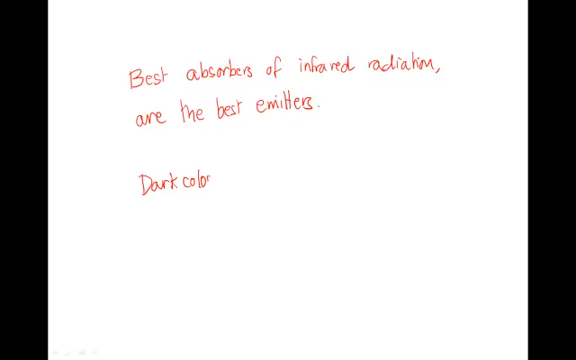 Best absorbers of infrared radiation,
are the best emitters.
Dark color